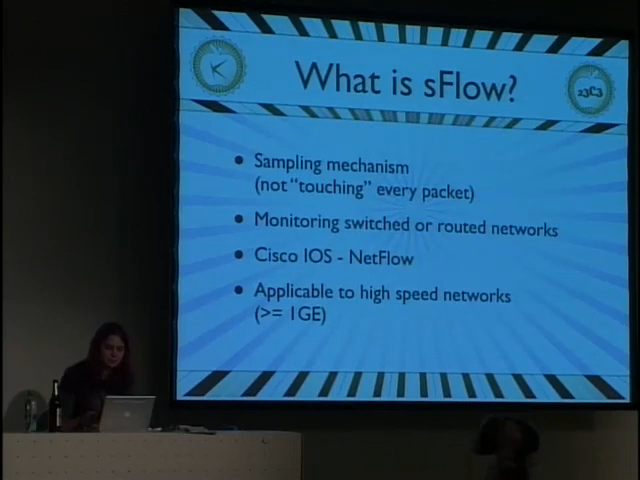 What is sFlow?
23C3
K
• Sampling mechanism
(not "touching" every packet)
• Monitoring switched or routed networks
• Cisco IOS - NetFlow
• Applicable to high speed networks
(>= 1GE)